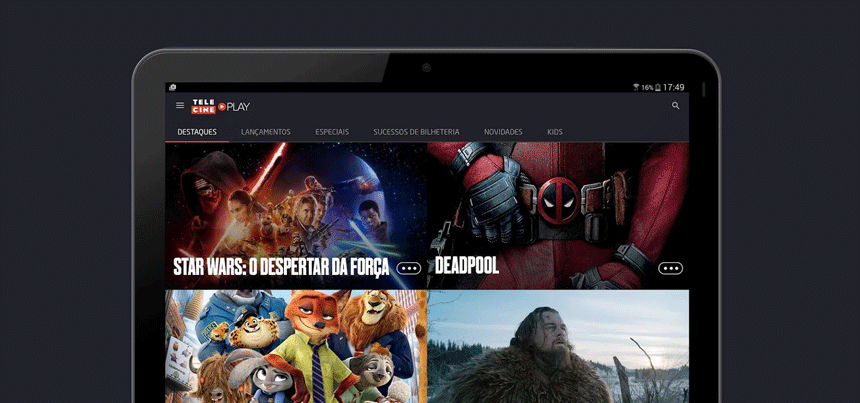 16% 17:49
TELE
CINE PLAY
DESTAQUES LANÇAMENTOS ESPECIAIS SUCESSOS DE BILHETERIA NOVIDADES KIDS
STAR WARS: O DESPERTAR DA FORÇA
DEADPOOL